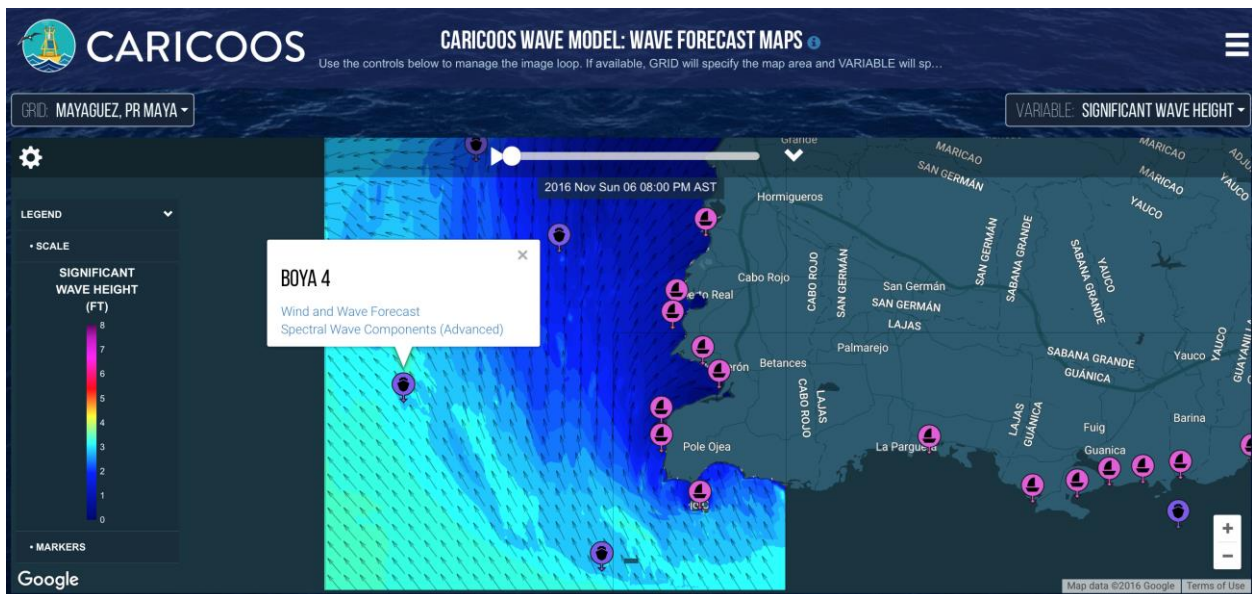 CARICOOS
CARICOOS WAVE MODEL: WAVE FORECAST MAPS
Use the controls below to manage the image loop. If available, GRID will specify the map area and VARIABLE will sp...
GRID: MAYAGUEZ, PR MAYA
VARIABLE: SIGNIFICANT WAVE HEIGHT
2016 Nov Sun 06 08:00 PM AST
LEGEND
• SCALE
SIGNIFICANT
WAVE HEIGHT
(FT)
8
7
6
5
4
3
2
1
0
• MARKERS
BOYA 4
Wind and Wave Forecast
Spectral Wave Components (Advanced)
Grande
MARICAO
SAN GERMÁN
MARICAO
MARICAO
YAUCO
YAUCO
Hormigueros
SAN GERMÁN
SABANA GRANDE
SABANA GRANDE
YAUCO
Cabo Rojo
CABO ROJO
SAN GERMÁN
San Germán
SAN GERMÁN
LAJAS
Real
Betances
Palmarejo
SABANA GRANDE
GUÁNICA
Yauco
YAUCO
CABO ROJO
LAJAS
LAJAS
GUÁNICA
Fuig
Barina
Pole Ojea
Guanica
Google
+
−
Map data ©2016 Google
Terms of Use